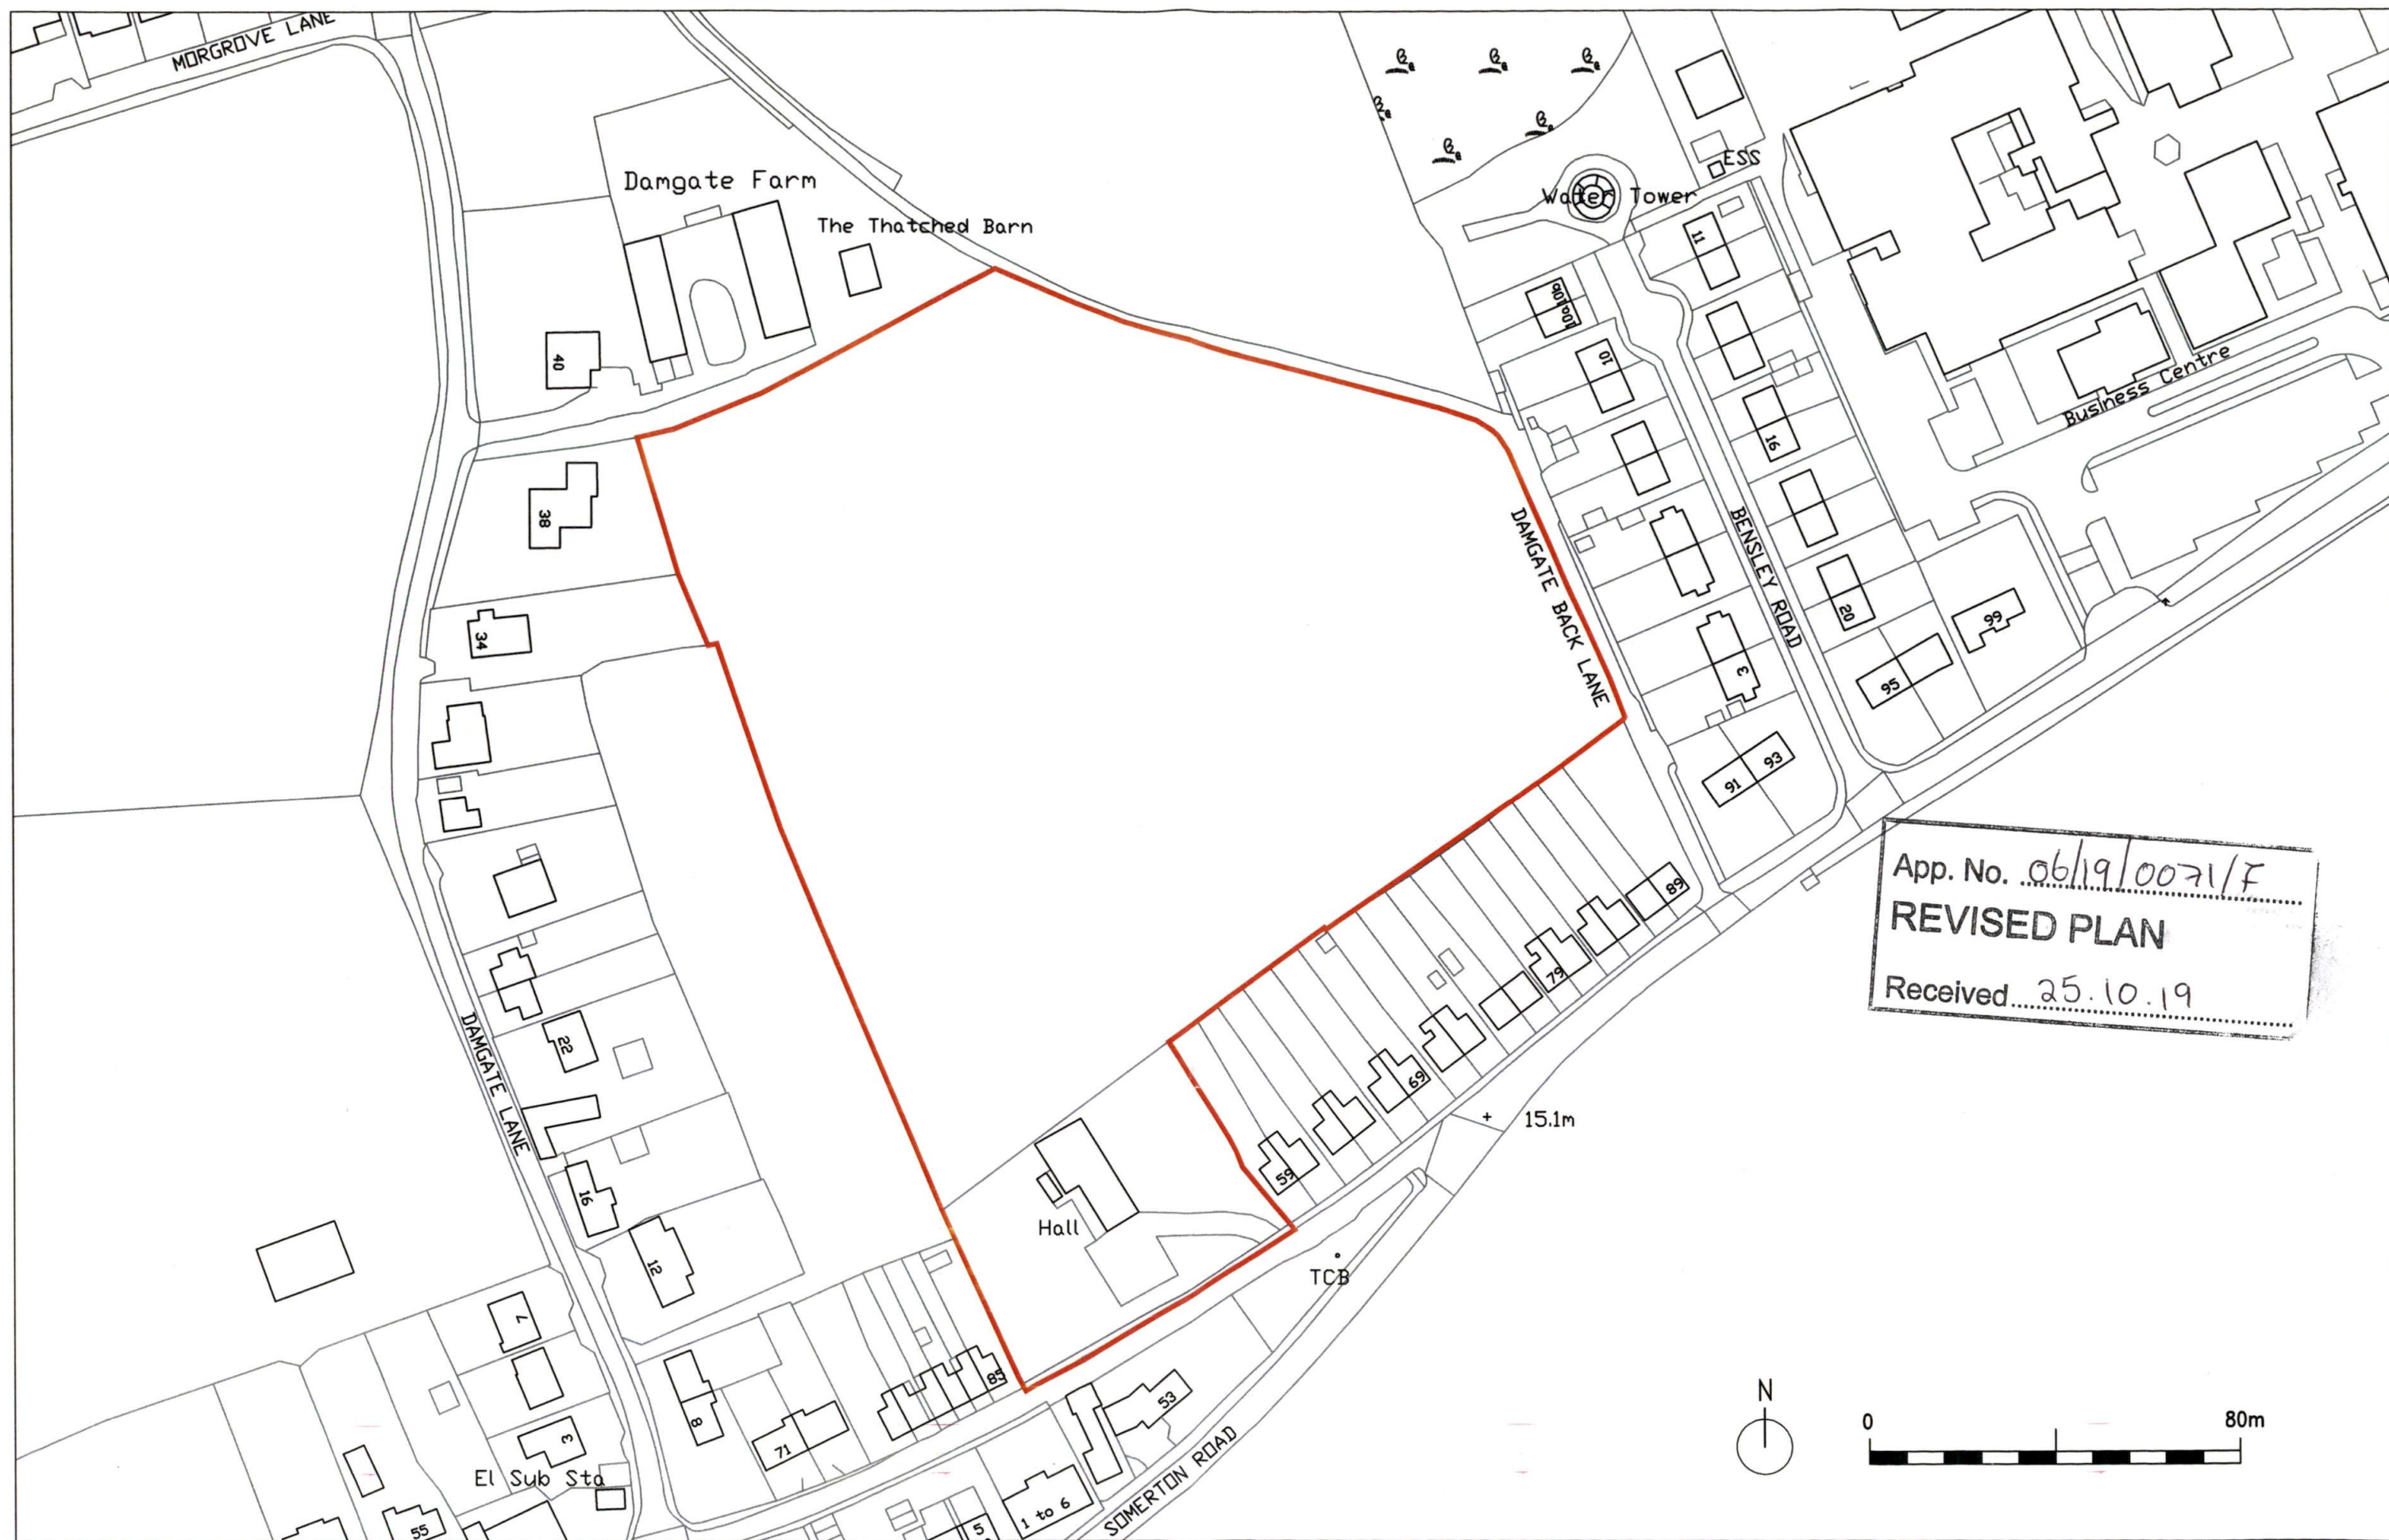 MORGROVE LANE
Damgate Farm
The Thatched Barn
Water Tower
ESS
11
10a
10b
10
16
Business Centre
40
38
34
DAMGATE BACK LANE
BENSLEY ROAD
20
99
95
3
91
93
89
79
69
59
22
DAMGATE LANE
16
12
Hall
15.1m
TCB
App. No. 06/19/0071/F
REVISED PLAN
Received 25.10.19
7
8
71
85
53
3
El Sub Sta
55
5
1 to 6
SOMERTON ROAD
N
0
80m